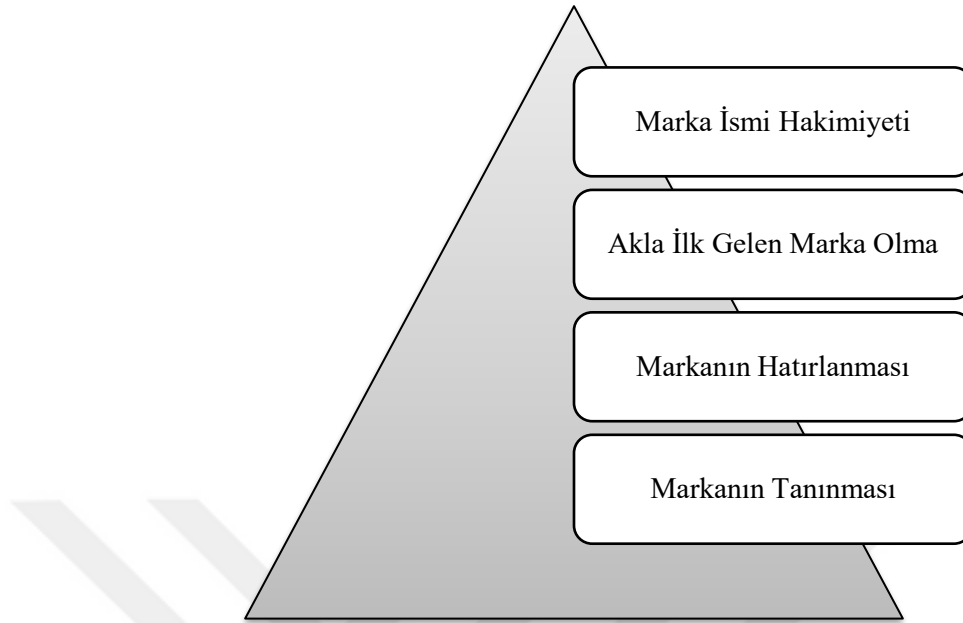 Marka İsmi Hakimiyeti
Akla İlk Gelen Marka Olma
Markanın Hatırlanması
Markanın Tanınması